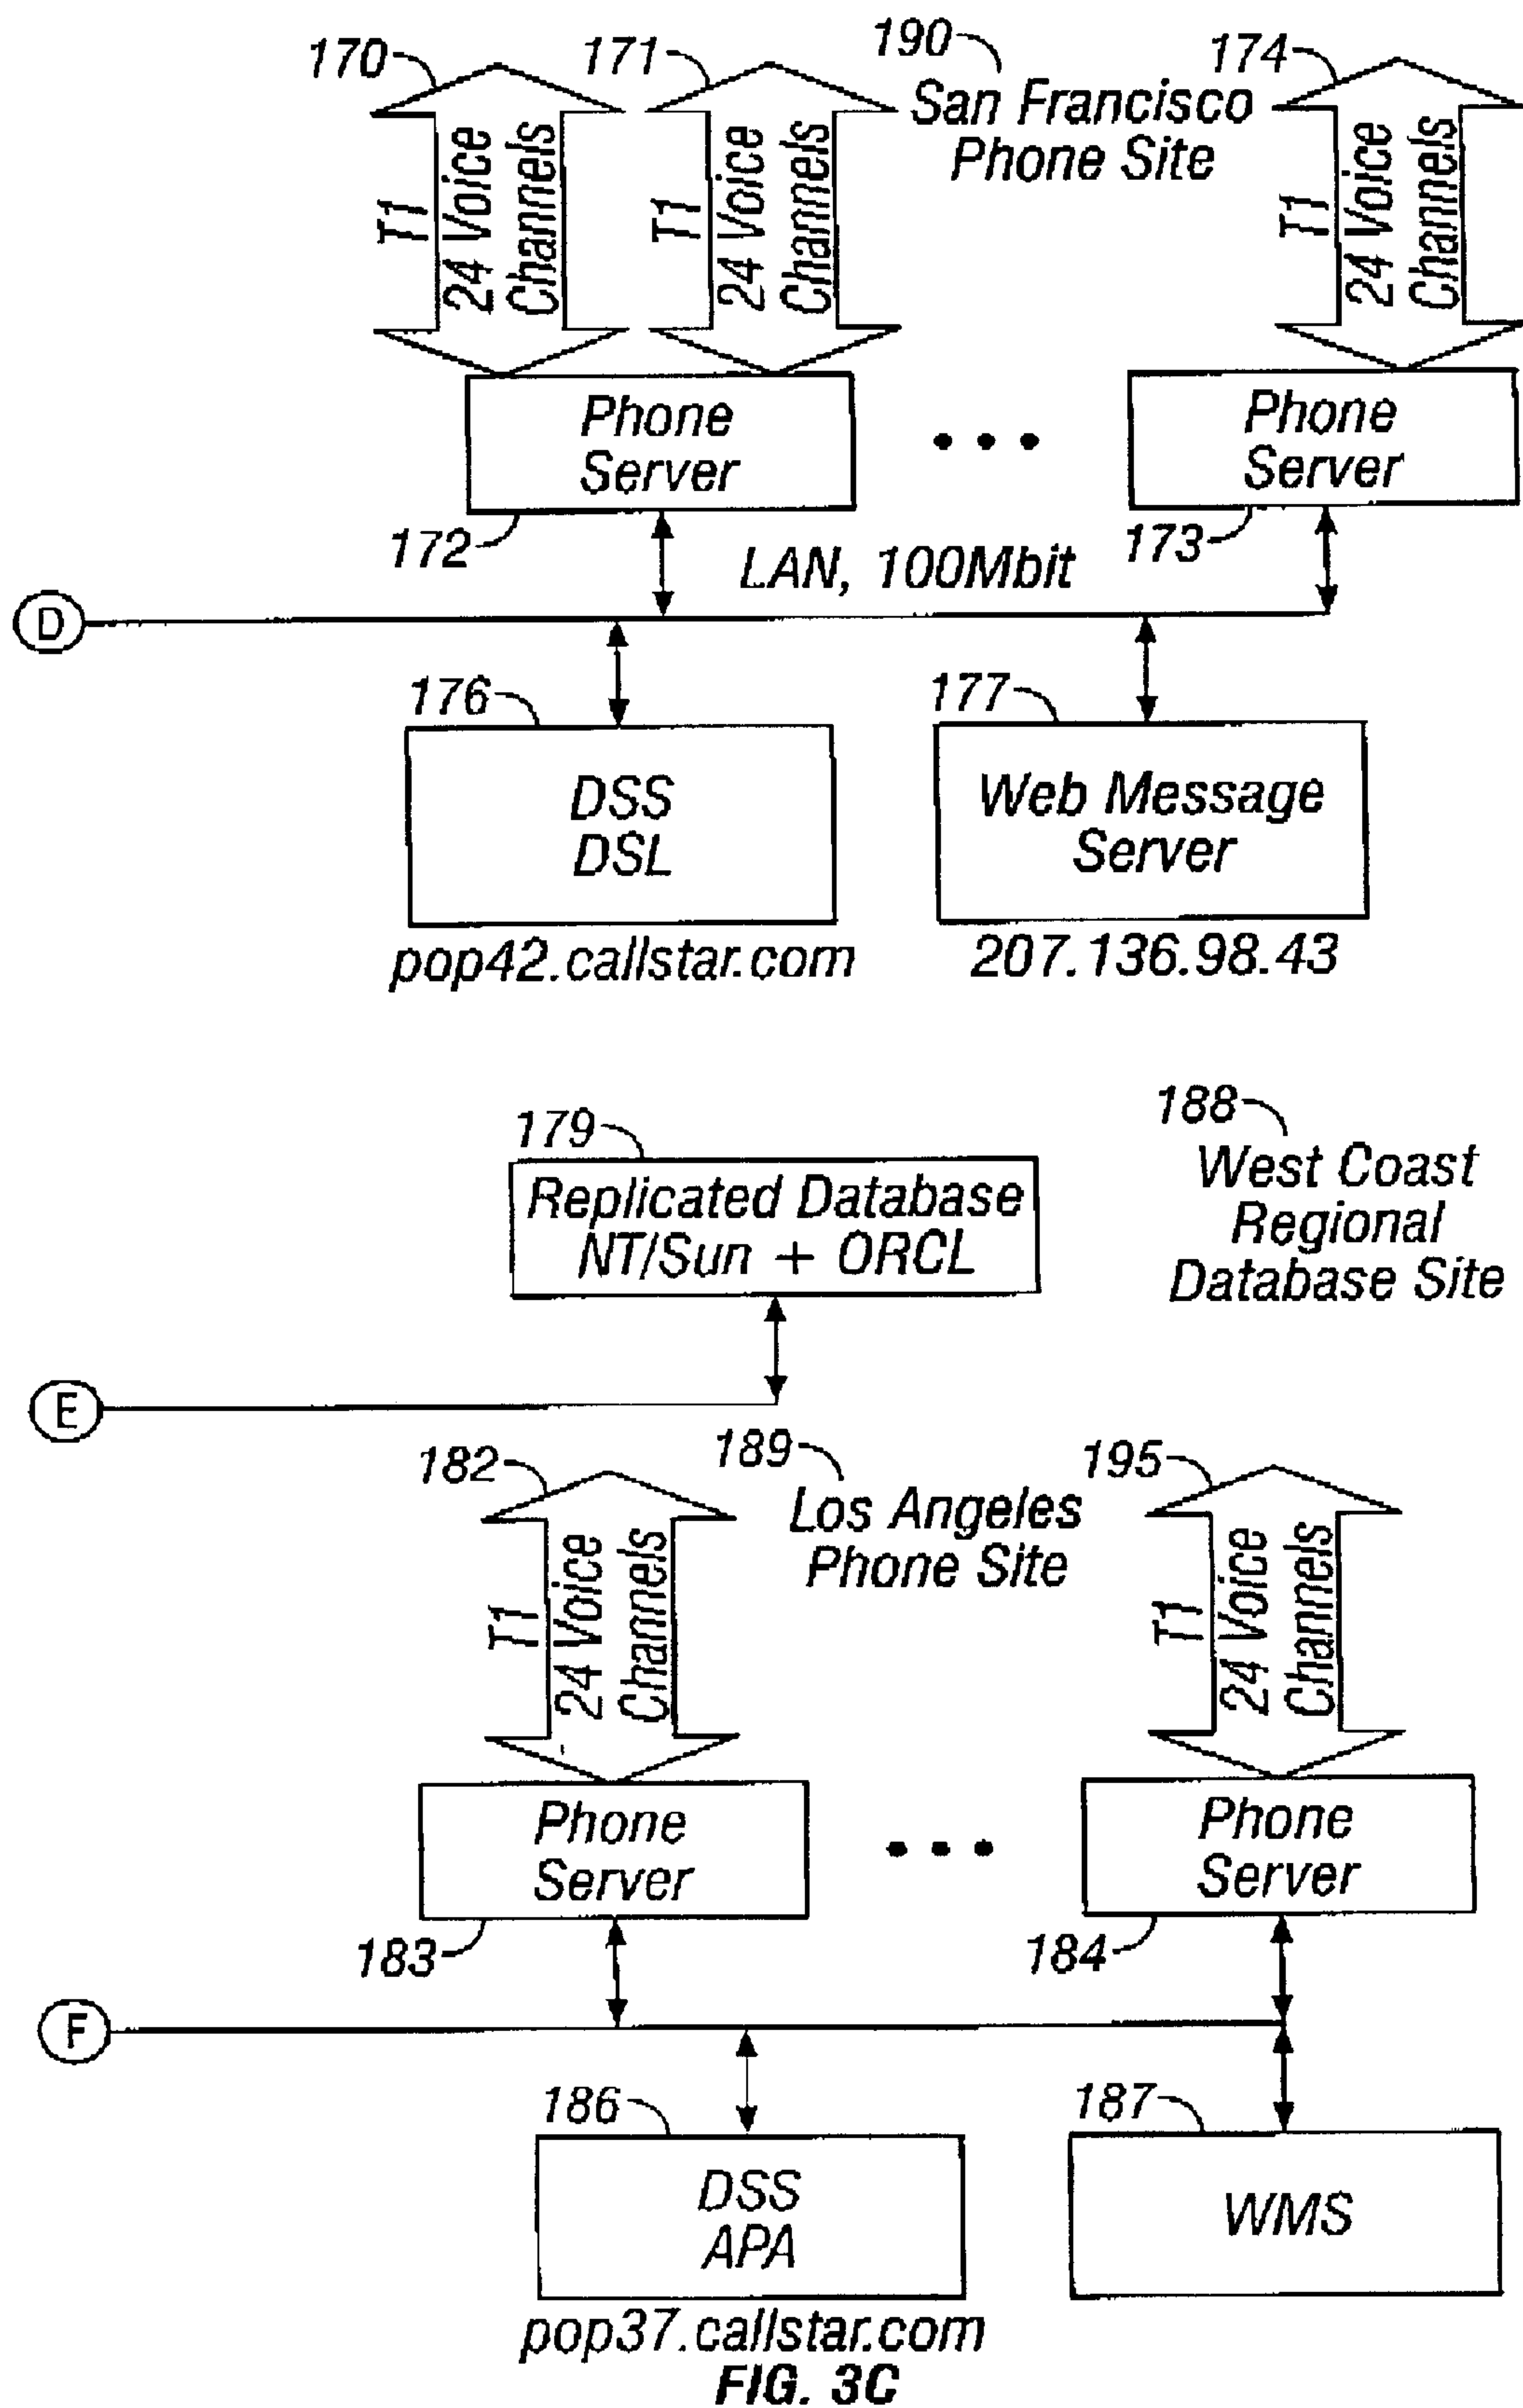 170
171
190
174
San Francisco
Phone Site
T1
24 Voice
Channels
T1
24 Voice
Channels
T1
24 Voice
Channels
Phone
Server
Phone
Server
172
173
LAN, 100Mbit
D
176
177
DSS
DSL
Web Message
Server
pop42.callstar.com
207.136.98.43
179
188
Replicated Database
NT/Sun + ORCL
West Coast
Regional
Database Site
E
182
189
195
Los Angeles
Phone Site
T1
24 Voice
Channels
T1
24 Voice
Channels
Phone
Server
Phone
Server
183
184
F
186
187
DSS
APA
WMS
pop37.callstar.com
FIG. 3C